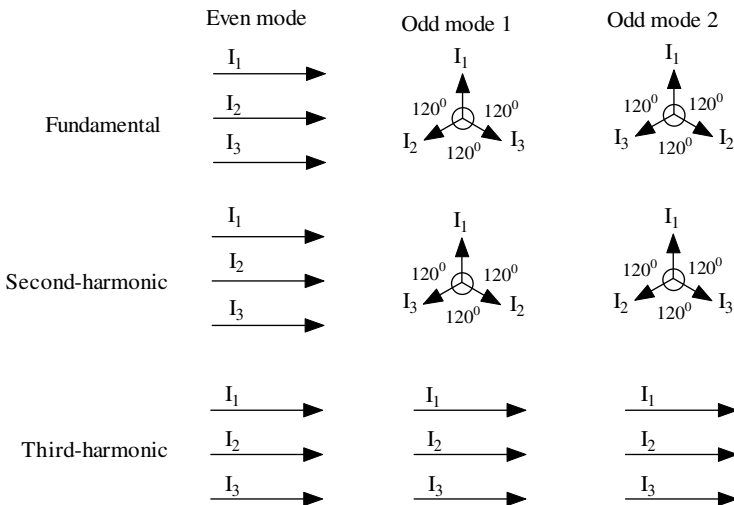 Even mode
Odd mode 1
Odd mode 2
Fundamental
I₁
I₂
I₃
I₁
120⁰ 120⁰
I₂ I₃
120⁰
I₁
120⁰ 120⁰
I₃ I₂
120⁰
Second-harmonic
I₁
I₂
I₃
I₁
120⁰ 120⁰
I₃ I₂
120⁰
I₁
120⁰ 120⁰
I₂ I₃
120⁰
Third-harmonic
I₁
I₂
I₃
I₁
I₂
I₃
I₁
I₂
I₃